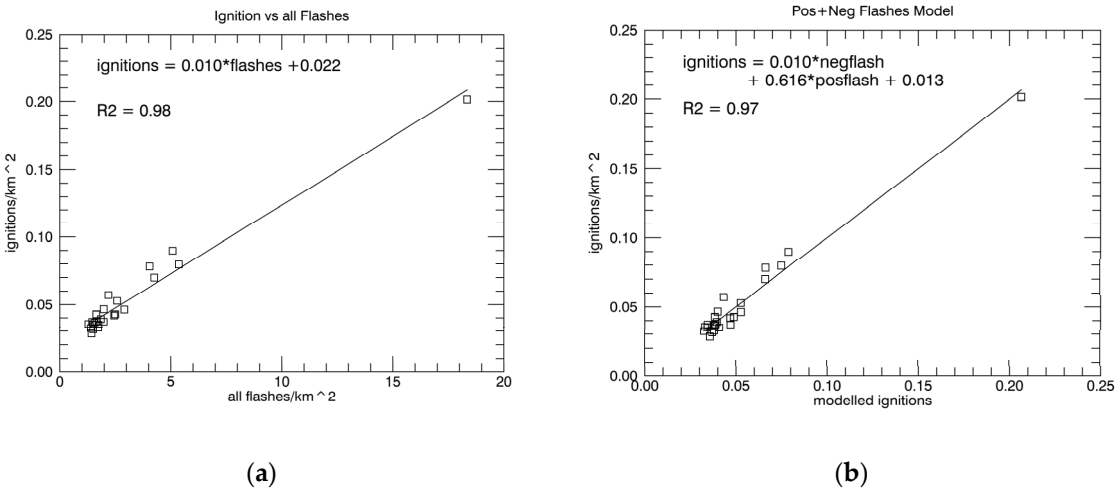 Ignition vs all Flashes
0.25
0.20
0.15
0.10
0.05
0.00
ignitions/km^2
ignitions = 0.010*flashes +0.022
R2 = 0.98
0 5 10 15 20
all flashes/km^2
(a)
Pos+Neg Flashes Model
0.25
0.20
0.15
0.10
0.05
0.00
ignitions/km^2
ignitions = 0.010*negflash
+ 0.616*posflash + 0.013
R2 = 0.97
0.00 0.05 0.10 0.15 0.20 0.25
modelled ignitions
(b)